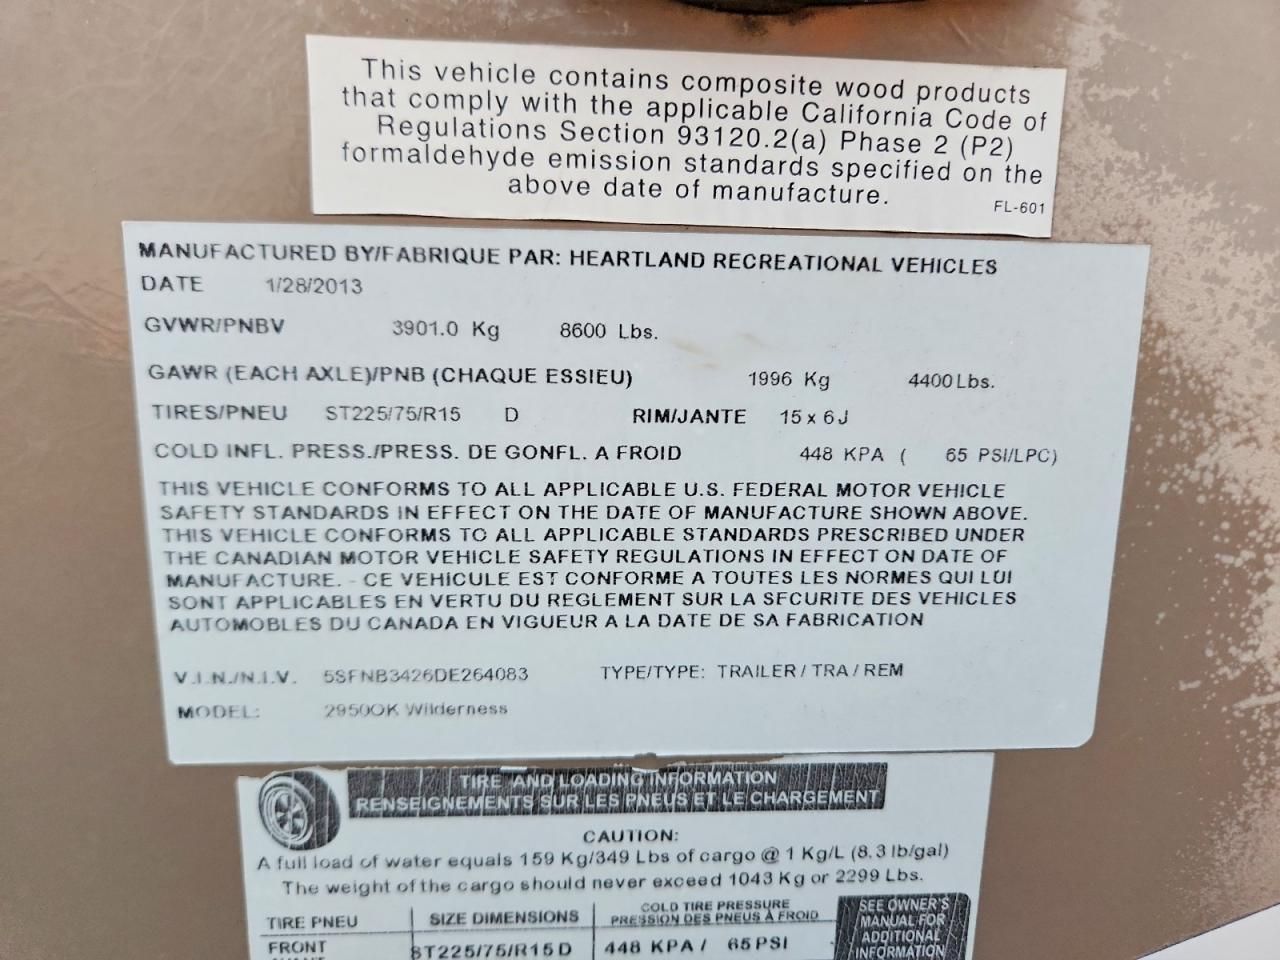 This vehicle contains composite wood products
that comply with the applicable California Code of
Regulations Section 93120.2(a) Phase 2 (P2)
formaldehyde emission standards specified on the
above date of manufacture.
FL-601
MANUFACTURED BY/FABRIQUE PAR: HEARTLAND RECREATIONAL VEHICLES
DATE 1/28/2013
GVWR/PNBV 3901.0 Kg 8600 Lbs.
GAWR (EACH AXLE)/PNB (CHAQUE ESSIEU) 1996 Kg 4400 Lbs.
TIRES/PNEU ST225/75/R15 D RIM/JANTE 15 x 6J
COLD INFL. PRESS./PRESS. DE GONFL. A FROID 448 KPA ( 65 PSI/LPC)
THIS VEHICLE CONFORMS TO ALL APPLICABLE U.S. FEDERAL MOTOR VEHICLE
SAFETY STANDARDS IN EFFECT ON THE DATE OF MANUFACTURE SHOWN ABOVE.
THIS VEHICLE CONFORMS TO ALL APPLICABLE STANDARDS PRESCRIBED UNDER
THE CANADIAN MOTOR VEHICLE SAFETY REGULATIONS IN EFFECT ON DATE OF
MANUFACTURE. - CE VEHICULE EST CONFORME A TOUTES LES NORMES QUI LUI
SONT APPLICABLES EN VERTU DU REGLEMENT SUR LA SECURITE DES VEHICLES
AUTOMOBLES DU CANADA EN VIGUEUR A LA DATE DE SA FABRICATION
V.I.N./N.I.V. 5SFNB3426DE264083 TYPE/TYPE: TRAILER / TRA / REM
MODEL: 2950OK Wilderness
TIRE AND LOADING INFORMATION
RENSEIGNEMENTS SUR LES PNEUS ET LE CHARGEMENT
CAUTION:
A full load of water equals 159 Kg/349 Lbs of cargo @ 1 Kg/L (8.3 lb/gal)
The weight of the cargo should never exceed 1043 Kg or 2299 Lbs.
TIRE PNEU SIZE DIMENSIONS COLD TIRE PRESSURE
PRESSION DES PNEUS À FROID
SEE OWNER'S
MANUAL FOR
ADDITIONAL
INFORMATION
FRONT ST225/75/R15 D 448 KPA / 65 PSI